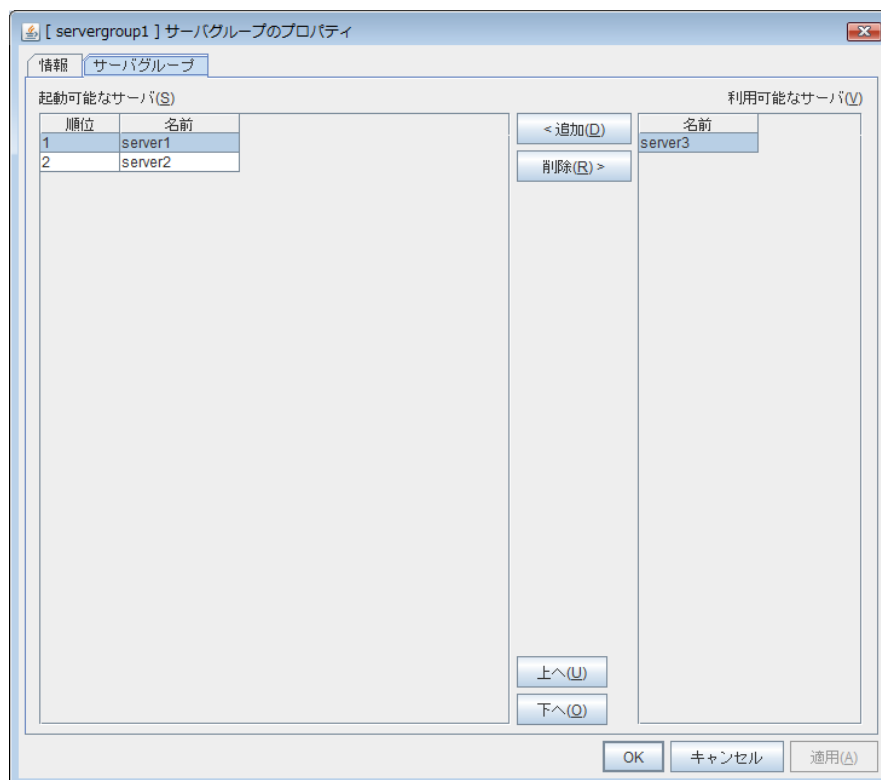 [ servergroup1 ] サーバグループのプロパティ
情報 サーバグループ
起動可能なサーバ(S) 利用可能なサーバ(V)
順位 名前 < 追加(D) 名前
1 server1 server3
2 server2 削除(R) >
上へ(U)
下へ(O)
OK キャンセル 適用(A)